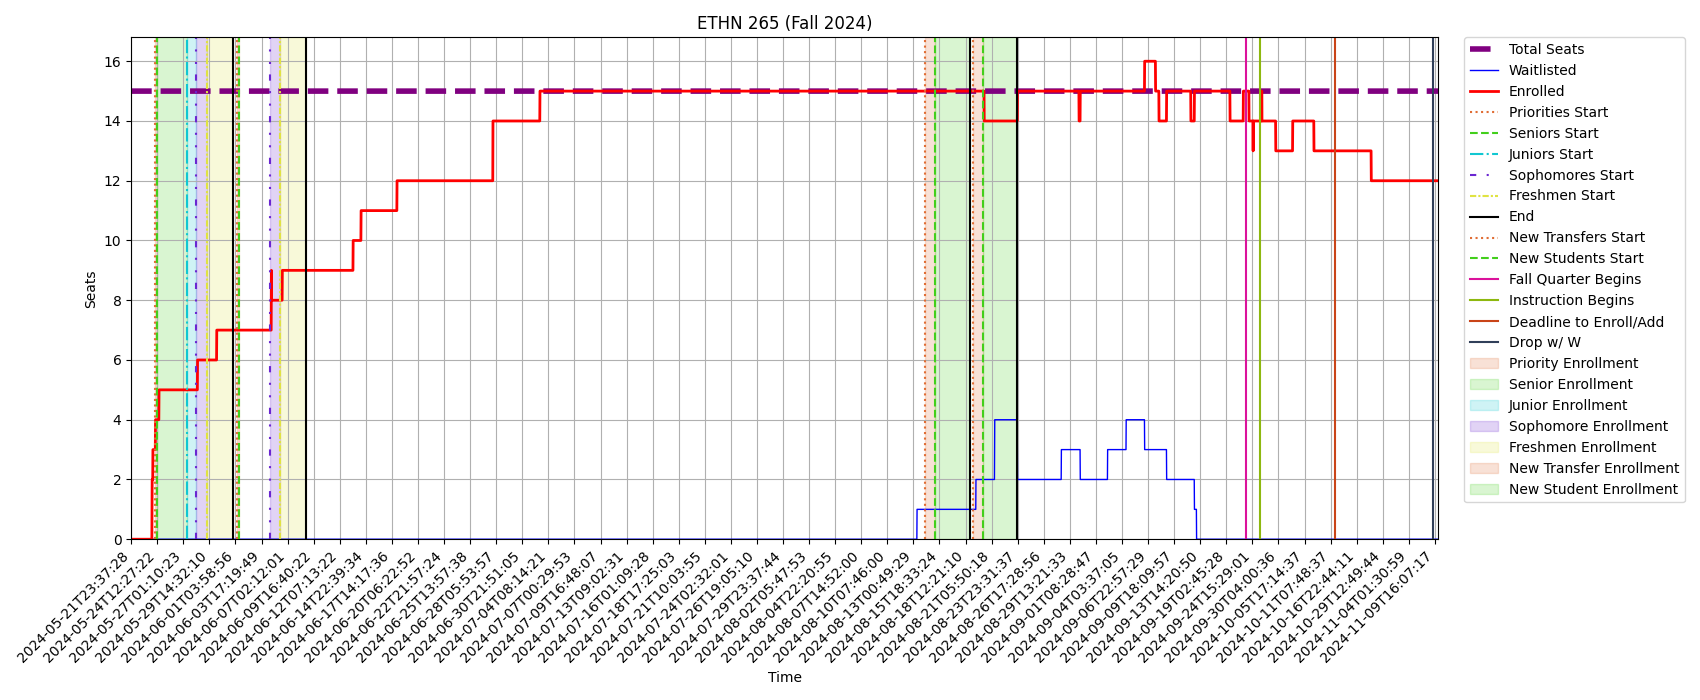 ETHN 265 (Fall 2024)
Seats
16
14
12
10
8
6
4
2
0
2024-05-21T23:37:28
2024-05-24T12:27:22
2024-05-27T01:10:23
2024-05-29T14:32:10
2024-06-01T03:58:56
2024-06-03T17:19:49
2024-06-07T02:12:01
2024-06-09T16:40:22
2024-06-12T07:13:22
2024-06-14T22:39:34
2024-06-17T14:17:36
2024-06-20T06:22:52
2024-06-22T21:57:24
2024-06-25T13:57:38
2024-06-28T05:53:57
2024-06-30T21:51:05
2024-07-04T08:14:21
2024-07-07T00:29:53
2024-07-09T16:48:07
2024-07-13T09:02:31
2024-07-16T01:09:28
2024-07-18T17:25:03
2024-07-21T10:03:55
2024-07-24T02:32:01
2024-07-26T19:05:10
2024-07-29T23:37:44
2024-08-02T05:47:53
2024-08-04T22:20:55
2024-08-07T14:52:00
2024-08-10T07:46:00
2024-08-13T00:49:29
2024-08-15T18:33:24
2024-08-18T12:21:10
2024-08-21T05:50:18
2024-08-23T23:31:37
2024-08-26T17:28:56
2024-08-29T13:21:33
2024-09-01T08:28:47
2024-09-04T03:37:05
2024-09-06T22:57:29
2024-09-09T18:09:57
2024-09-13T14:20:50
2024-09-19T02:45:28
2024-09-24T15:29:01
2024-09-30T04:00:36
2024-10-05T17:14:37
2024-10-11T07:48:37
2024-10-16T22:44:11
2024-10-29T12:49:44
2024-11-04T01:30:59
2024-11-09T16:07:17
Time
Total Seats
Waitlisted
Enrolled
Priorities Start
Seniors Start
Juniors Start
Sophomores Start
Freshmen Start
End
New Transfers Start
New Students Start
Fall Quarter Begins
Instruction Begins
Deadline to Enroll/Add
Drop w/ W
Priority Enrollment
Senior Enrollment
Junior Enrollment
Sophomore Enrollment
Freshmen Enrollment
New Transfer Enrollment
New Student Enrollment